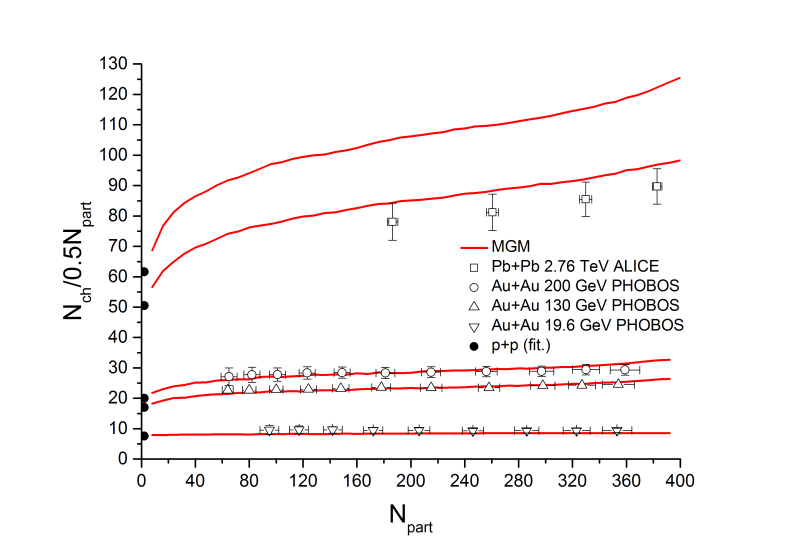 130
120
110
100
90
80
70
60
50
40
30
20
10
0
N_ch/0.5N_part
MGM
Pb+Pb 2.76 TeV ALICE
Au+Au 200 GeV PHOBOS
Au+Au 130 GeV PHOBOS
Au+Au 19.6 GeV PHOBOS
p+p (fit.)
0 40 80 120 160 200 240 280 320 360 400
N_part